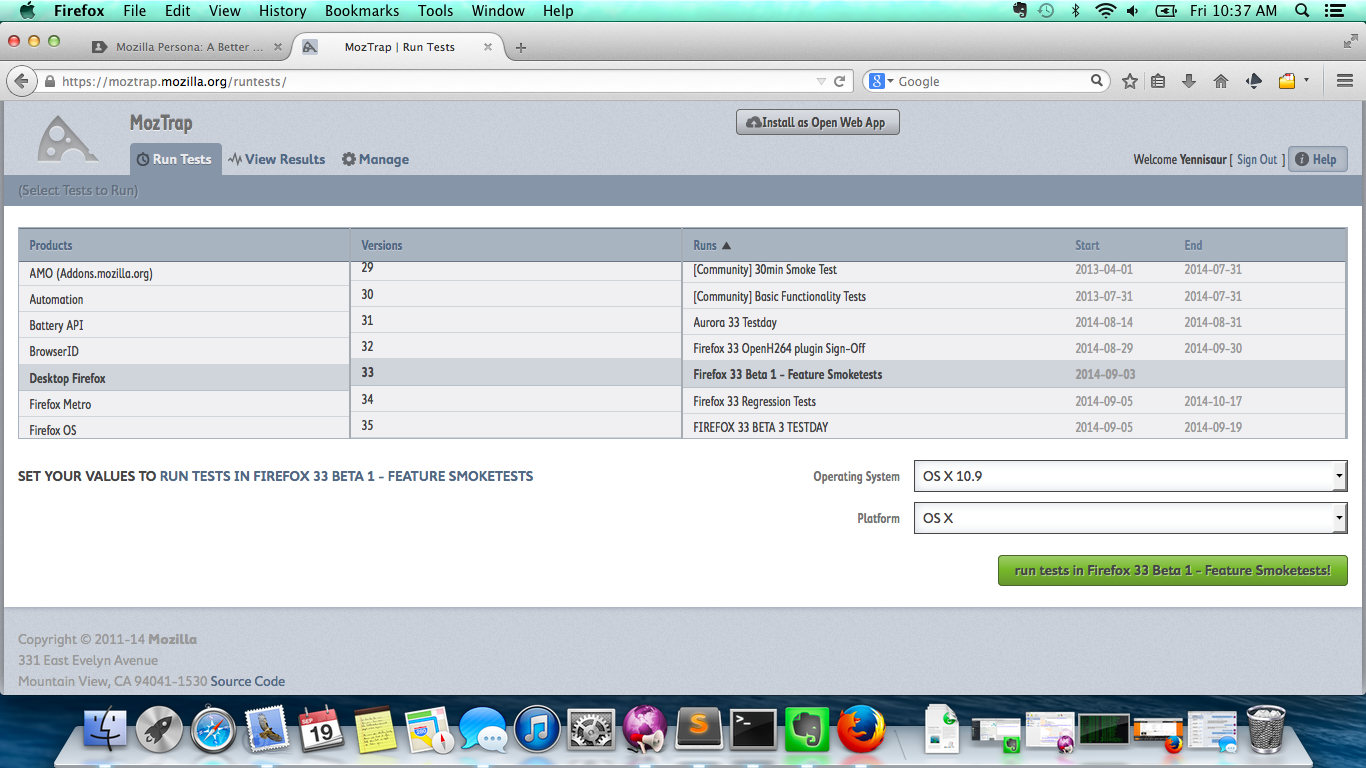 Firefox File Edit View History Bookmarks Tools Window Help Fri 10:37 AM
Mozilla Persona: A Better ... MozTrap | Run Tests
https://moztrap.mozilla.org/runtests/ Google
MozTrap
Install as Open Web App
Run Tests View Results Manage
Welcome Yennisaur [ Sign Out ] Help
(Select Tests to Run)
Products Versions Runs Start End
AMO (Addons.mozilla.org) 29 [Community] 30min Smoke Test 2013-04-01 2014-07-31
Automation 30 [Community] Basic Functionality Tests 2013-07-31 2014-07-31
Battery API 31 Aurora 33 Testday 2014-08-14 2014-08-31
BrowserID 32 Firefox 33 OpenH264 plugin Sign-Off 2014-08-29 2014-09-30
Desktop Firefox 33 Firefox 33 Beta 1 - Feature Smoketests 2014-09-03
Firefox Metro 34 Firefox 33 Regression Tests 2014-09-05 2014-10-17
Firefox OS 35 FIREFOX 33 BETA 3 TESTDAY 2014-09-05 2014-09-19
SET YOUR VALUES TO RUN TESTS IN FIREFOX 33 BETA 1 - FEATURE SMOKETESTS
Operating System OS X 10.9
Platform OS X
run tests in Firefox 33 Beta 1 - Feature Smoketests!
Copyright © 2011-14 Mozilla
331 East Evelyn Avenue
Mountain View, CA 94041-1530 Source Code
SEP
19